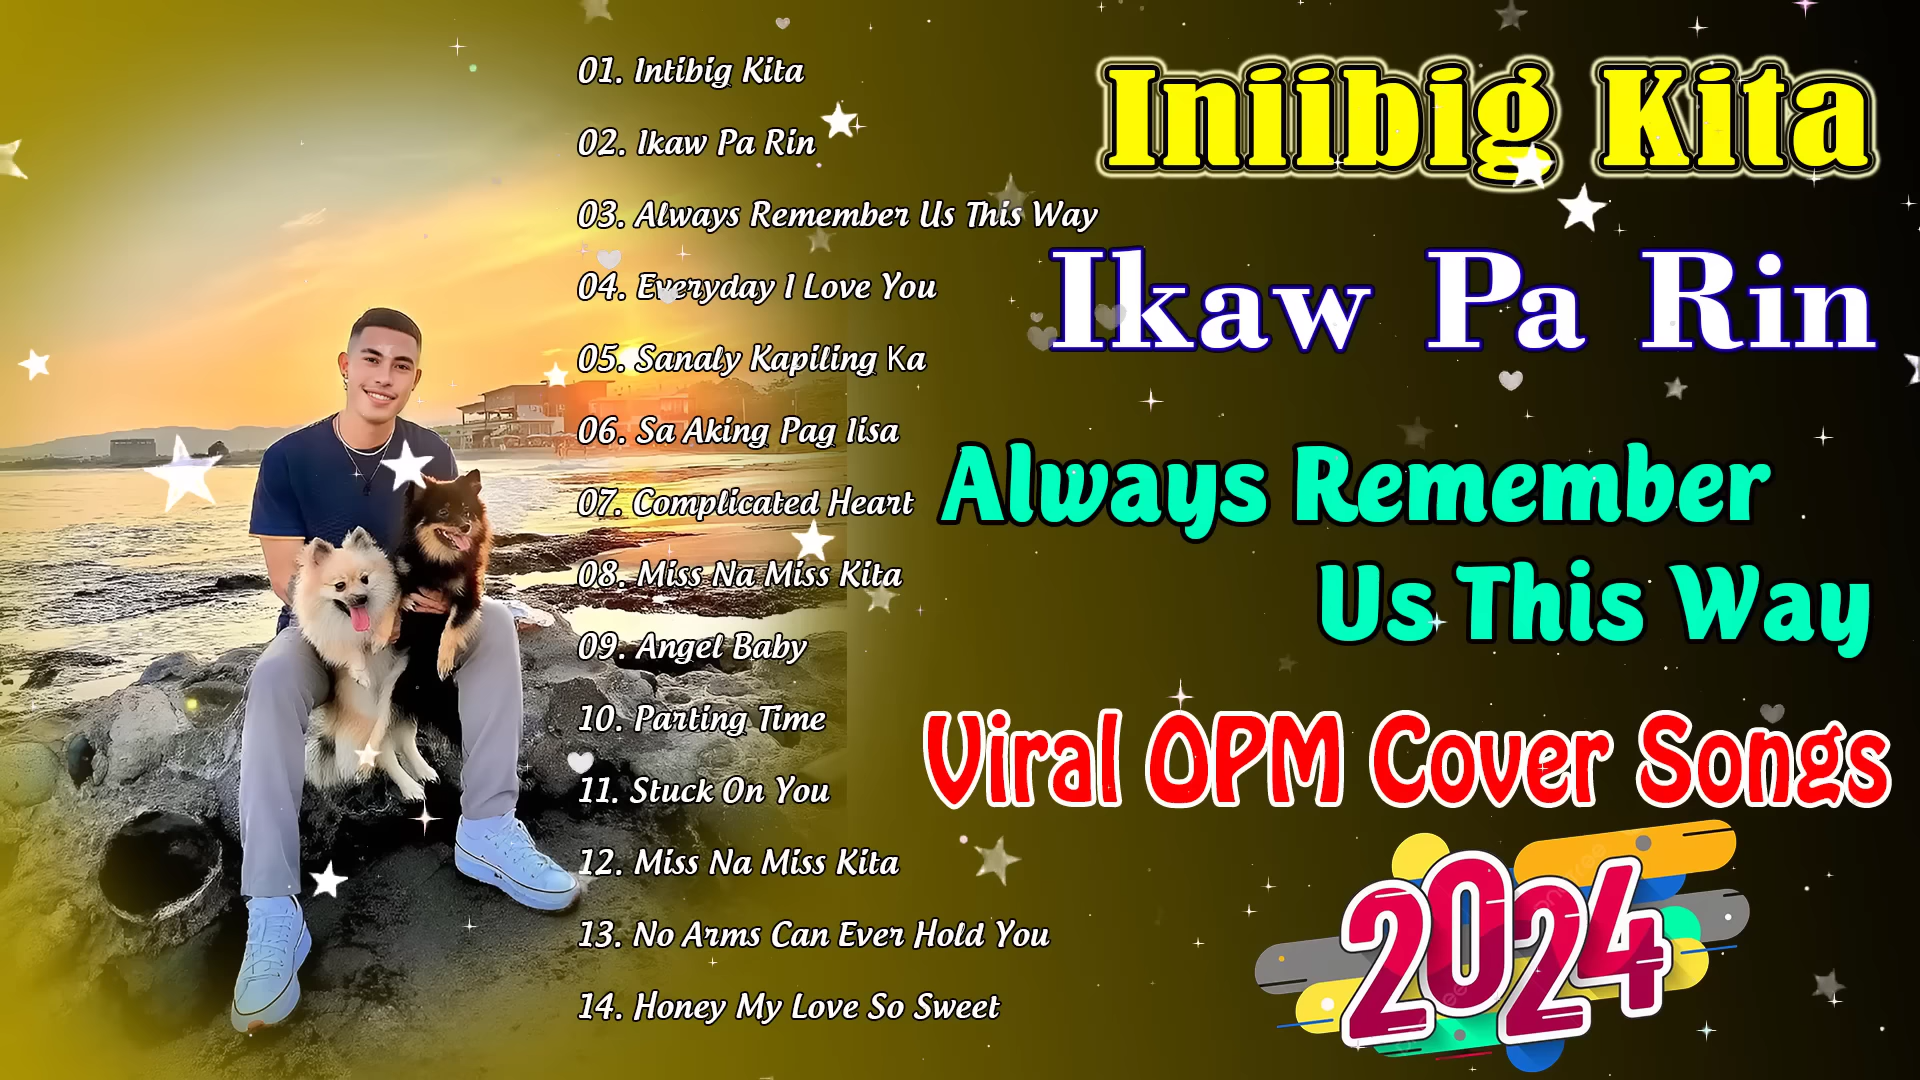 01. Intibig Kita
02. Ikaw Pa Rin
03. Always Remember Us This Way
04. Everyday I Love You
05. Sanaly Kapiling Ka
06. Sa Aking Pag Iisa
07. Complicated Heart
08. Miss Na Miss Kita
09. Angel Baby
10. Parting Time
11. Stuck On You
12. Miss Na Miss Kita
13. No Arms Can Ever Hold You
14. Honey My Love So Sweet
Iniibig Kita
Ikaw Pa Rin
Always Remember
Us This Way
Viral OPM Cover Songs
2024